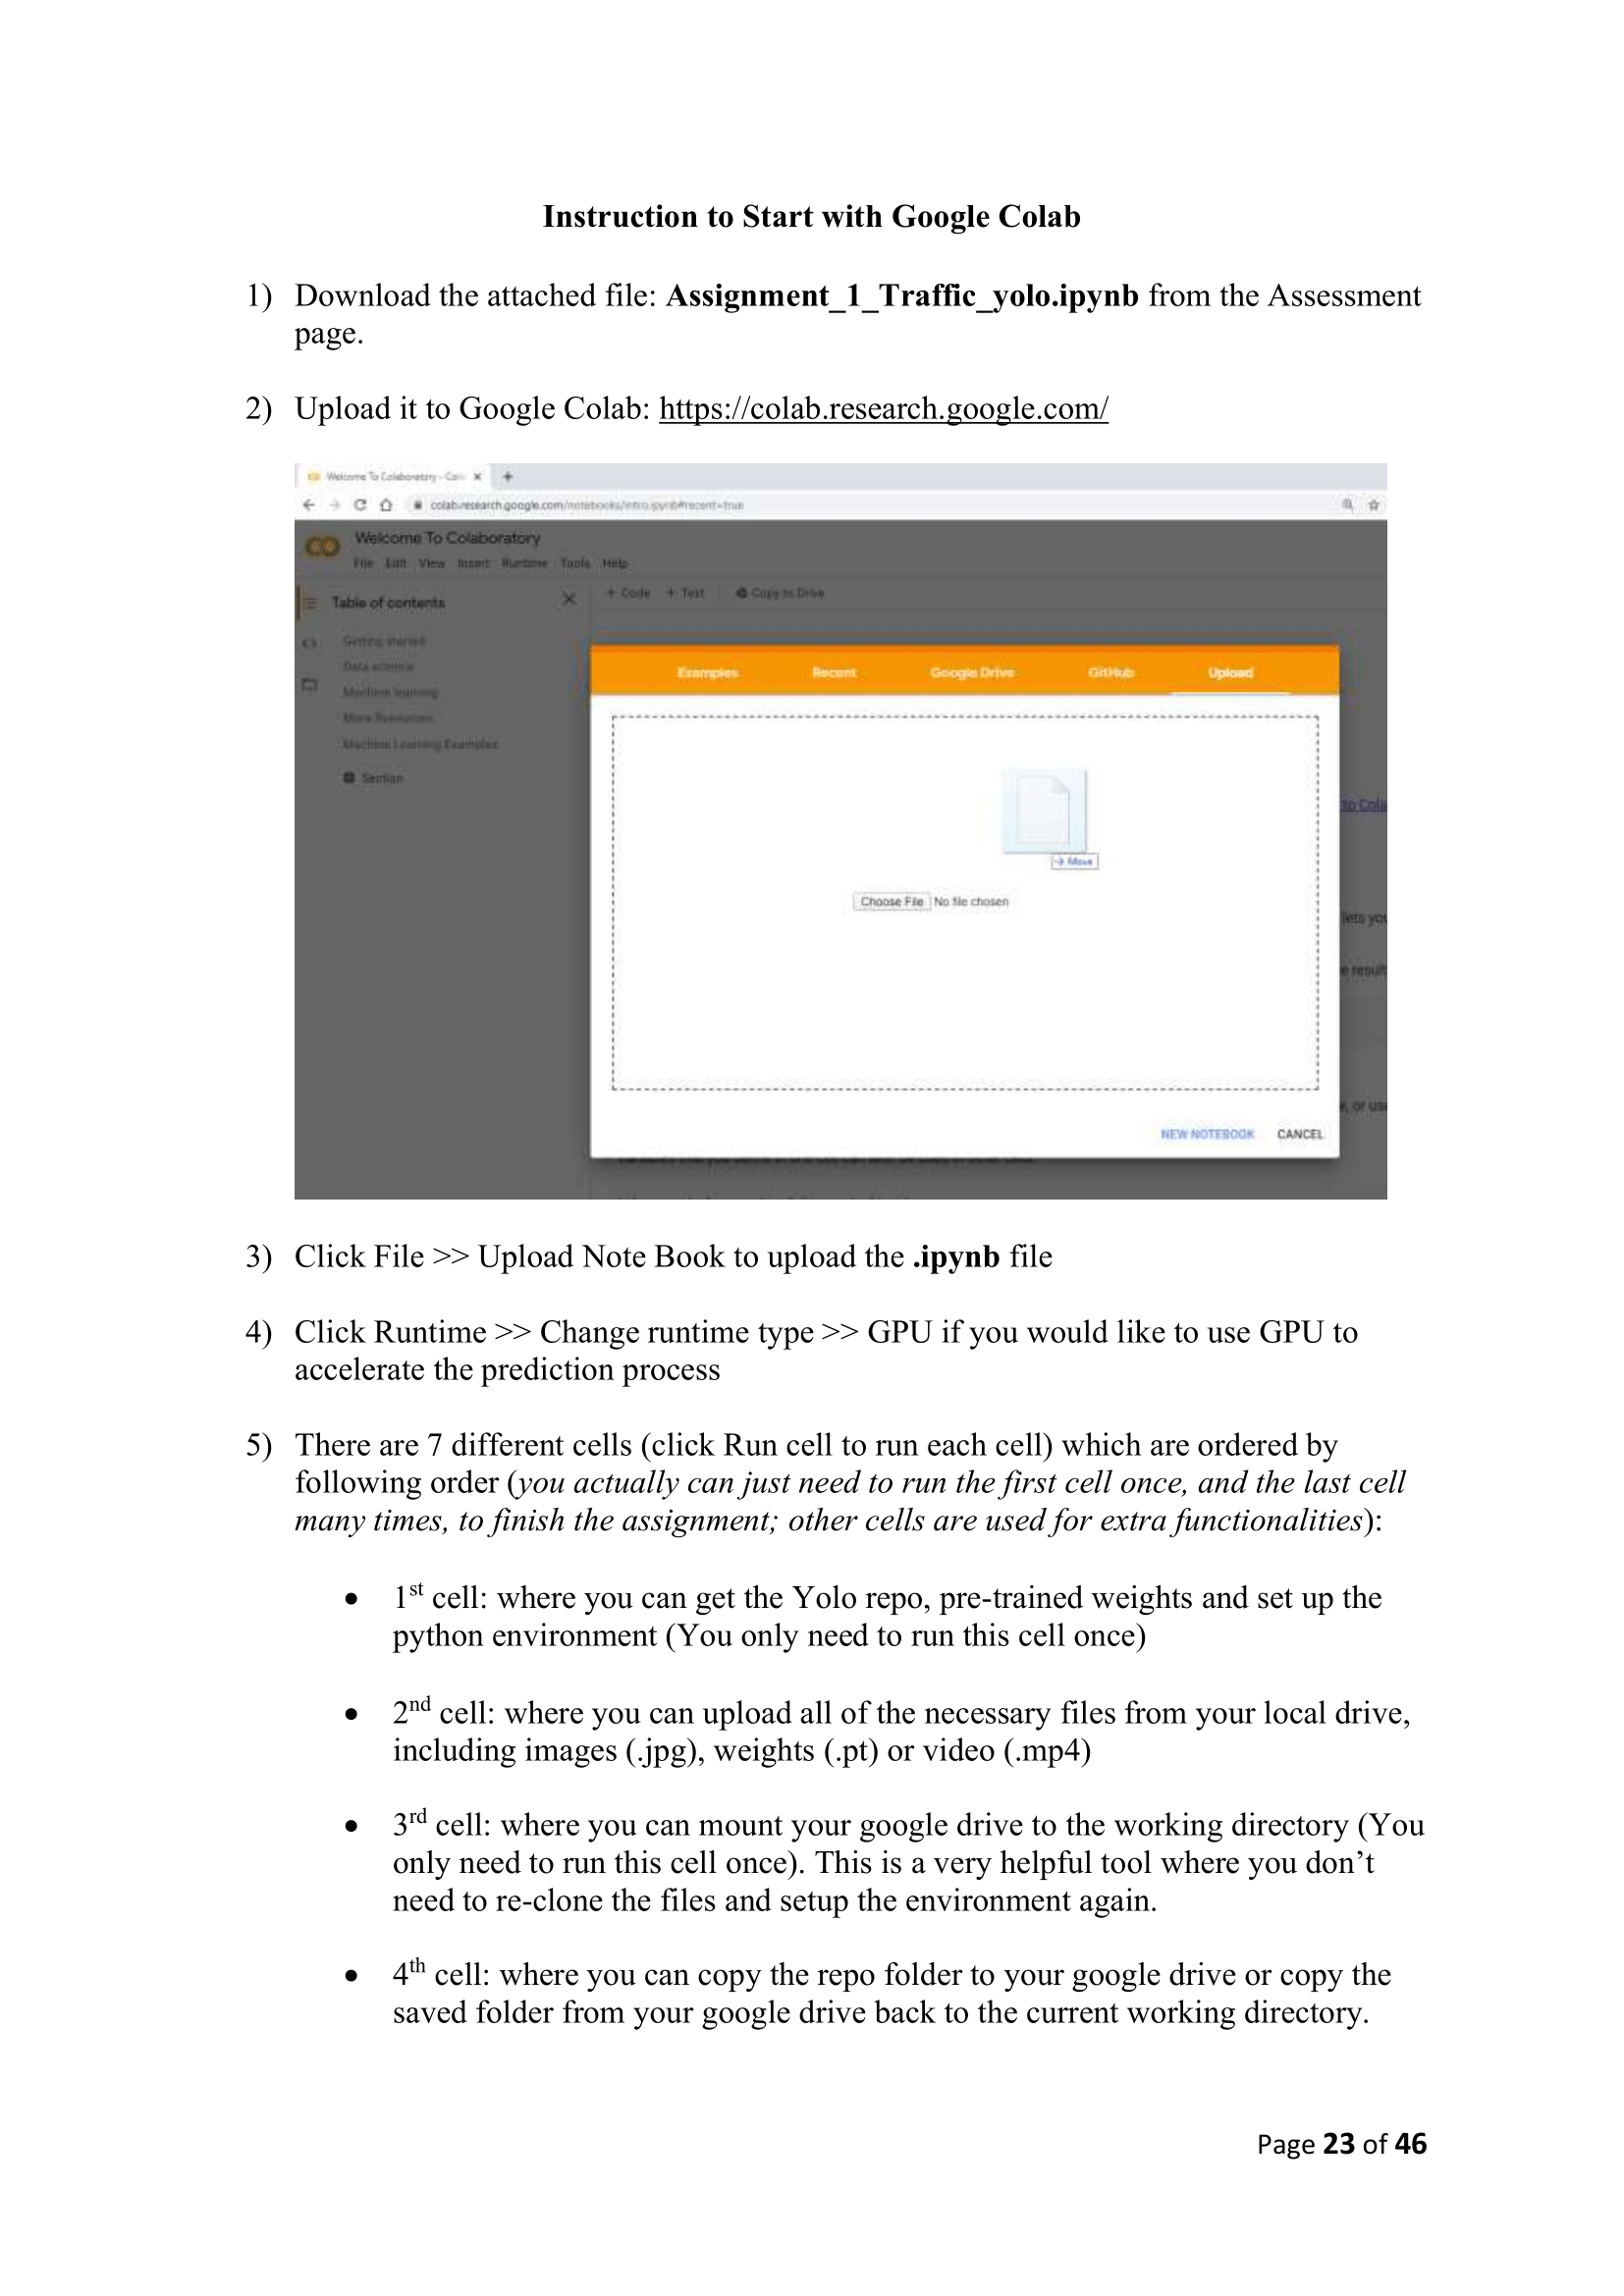 Instruction to Start with Google Colab
1) Download the attached file: Assignment_1_Traffic_yolo.ipynb from the Assessment
page.
2) Upload it to Google Colab: https://colab.research.google.com/
Welcome To Colaboratory - Col
colab.research.google.com/notebooks/intro.ipynb#recent=true
Welcome To Colaboratory
File Edit View Insert Runtime Tools Help
Table of contents
+ Code + Text Copy to Drive
Getting started
Data science
Machine learning
More Resources
Machine Learning Examples
Section
Examples Recent Google Drive GitHub Upload
to Cola
Move
Choose File No file chosen
lets you
result
, or use
NEW NOTEBOOK CANCEL
3) Click File >> Upload Note Book to upload the .ipynb file
4) Click Runtime >> Change runtime type >> GPU if you would like to use GPU to
accelerate the prediction process
5) There are 7 different cells (click Run cell to run each cell) which are ordered by
following order (you actually can just need to run the first cell once, and the last cell
many times, to finish the assignment; other cells are used for extra functionalities):
• 1st cell: where you can get the Yolo repo, pre-trained weights and set up the
python environment (You only need to run this cell once)
• 2nd cell: where you can upload all of the necessary files from your local drive,
including images (.jpg), weights (.pt) or video (.mp4)
• 3rd cell: where you can mount your google drive to the working directory (You
only need to run this cell once). This is a very helpful tool where you don’t
need to re-clone the files and setup the environment again.
• 4th cell: where you can copy the repo folder to your google drive or copy the
saved folder from your google drive back to the current working directory.
Page 23 of 46